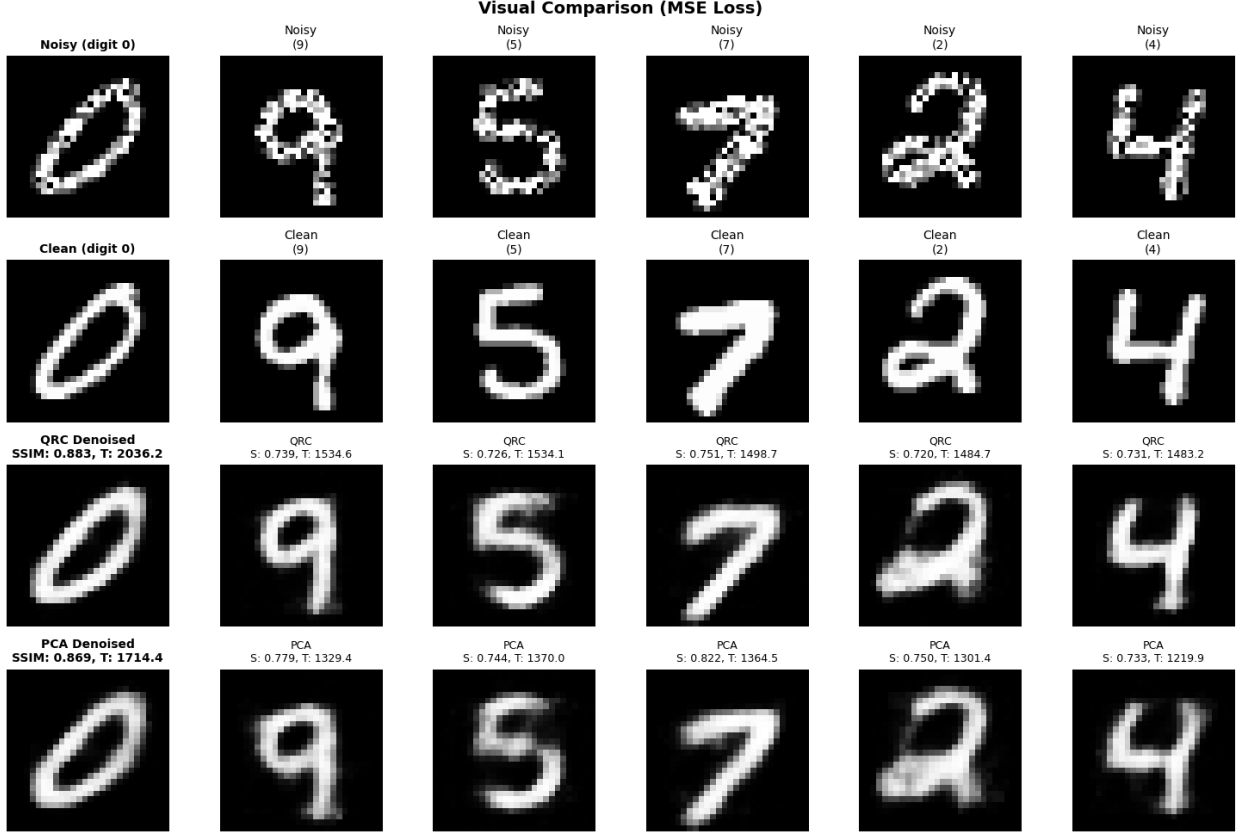 Visual Comparison (MSE Loss)
Noisy (digit 0)
Noisy
(9)
Noisy
(5)
Noisy
(7)
Noisy
(2)
Noisy
(4)
Clean (digit 0)
Clean
(9)
Clean
(5)
Clean
(7)
Clean
(2)
Clean
(4)
QRC Denoised
SSIM: 0.883, T: 2036.2
QRC
S: 0.739, T: 1534.6
QRC
S: 0.726, T: 1534.1
QRC
S: 0.751, T: 1498.7
QRC
S: 0.720, T: 1484.7
QRC
S: 0.731, T: 1483.2
PCA Denoised
SSIM: 0.869, T: 1714.4
PCA
S: 0.779, T: 1329.4
PCA
S: 0.744, T: 1370.0
PCA
S: 0.822, T: 1364.5
PCA
S: 0.750, T: 1301.4
PCA
S: 0.733, T: 1219.9